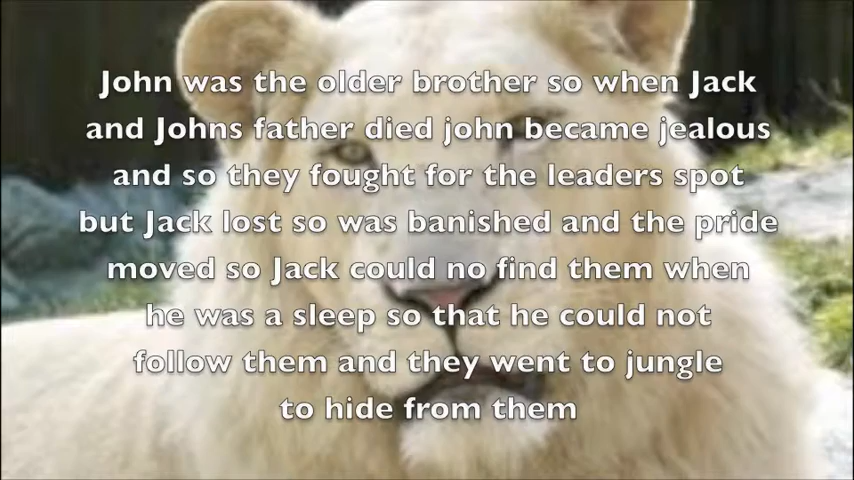 John was the older brother so when Jack
and Johns father died john became jealous
and so they fought for the leaders spot
but Jack lost so was banished and the pride
moved so Jack could no find them when
he was a sleep so that he could not
follow them and they went to jungle
to hide from them